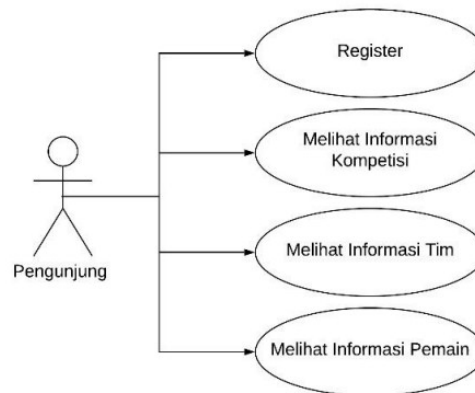 Register
Melihat Informasi
Kompetisi
Melihat Informasi Tim
Pengunjung
Melihat Informasi Pemain